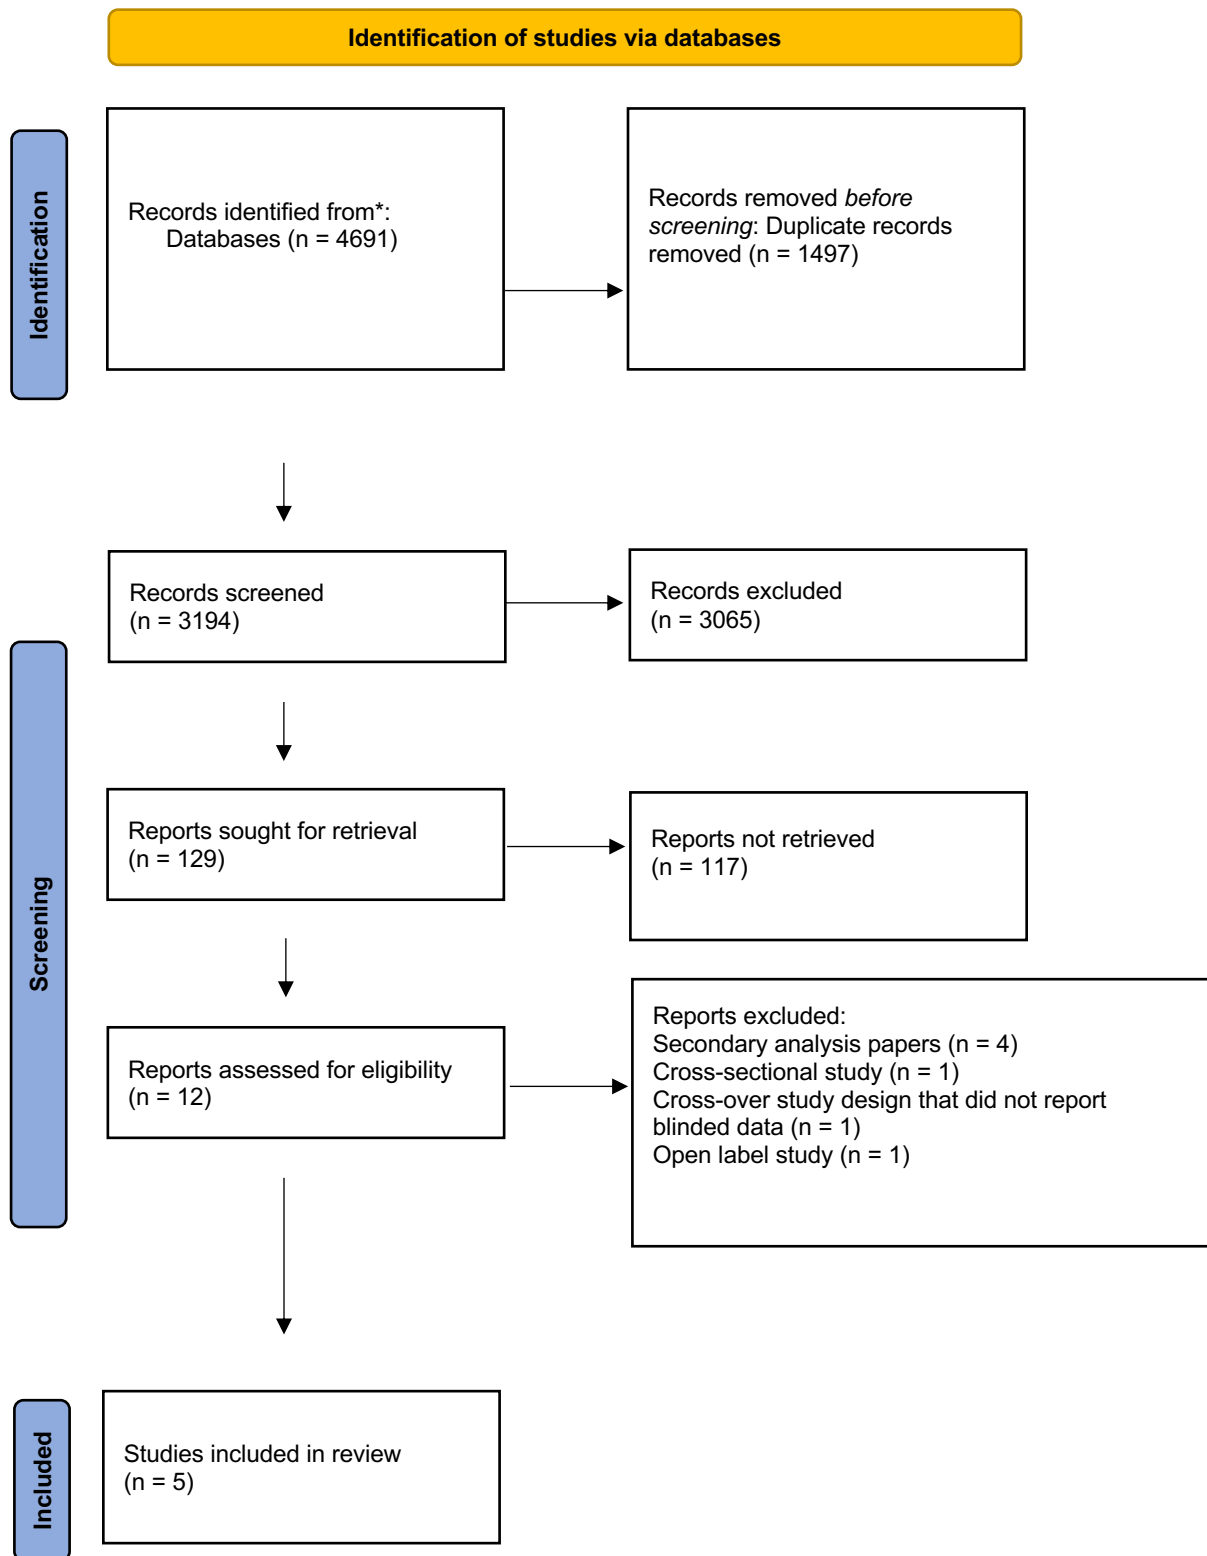 Identification of studies via databases
Identification
Records identified from*:
Databases (n = 4691)
Records removed before
screening: Duplicate records
removed (n = 1497)
Screening
Records screened
(n = 3194)
Records excluded
(n = 3065)
Reports sought for retrieval
(n = 129)
Reports not retrieved
(n = 117)
Reports assessed for eligibility
(n = 12)
Reports excluded:
Secondary analysis papers (n = 4)
Cross-sectional study (n = 1)
Cross-over study design that did not report
blinded data (n = 1)
Open label study (n = 1)
Included
Studies included in review
(n = 5)